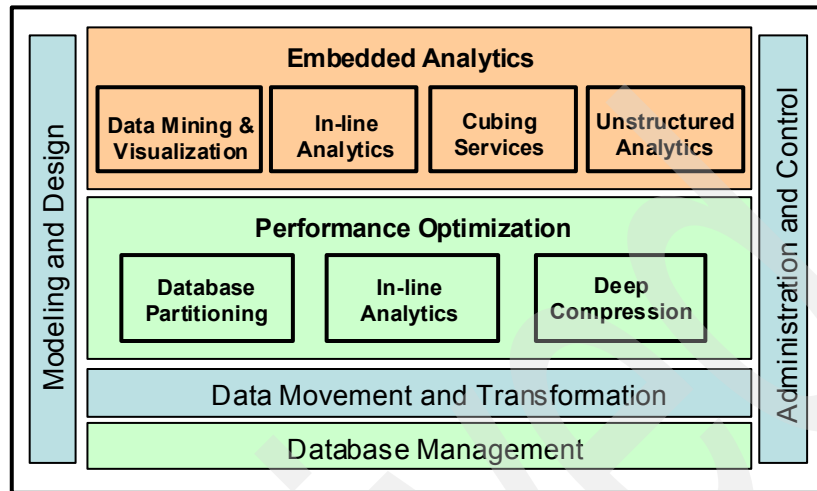 Modeling and Design
Embedded Analytics
Data Mining &
Visualization
In-line
Analytics
Cubing
Services
Unstructured
Analytics
Performance Optimization
Database
Partitioning
In-line
Analytics
Deep
Compression
Data Movement and Transformation
Database Management
Administration and Control